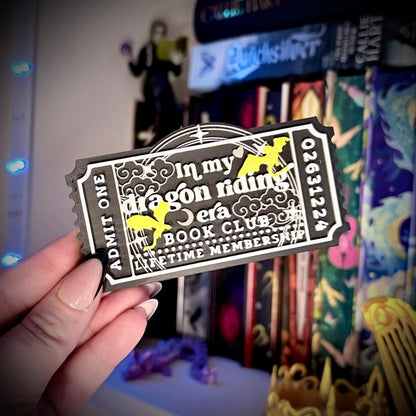 ADMIT ONE
In my
dragon riding
era
BOOK CLUB
LIFETIME MEMBERSHIP
02631224